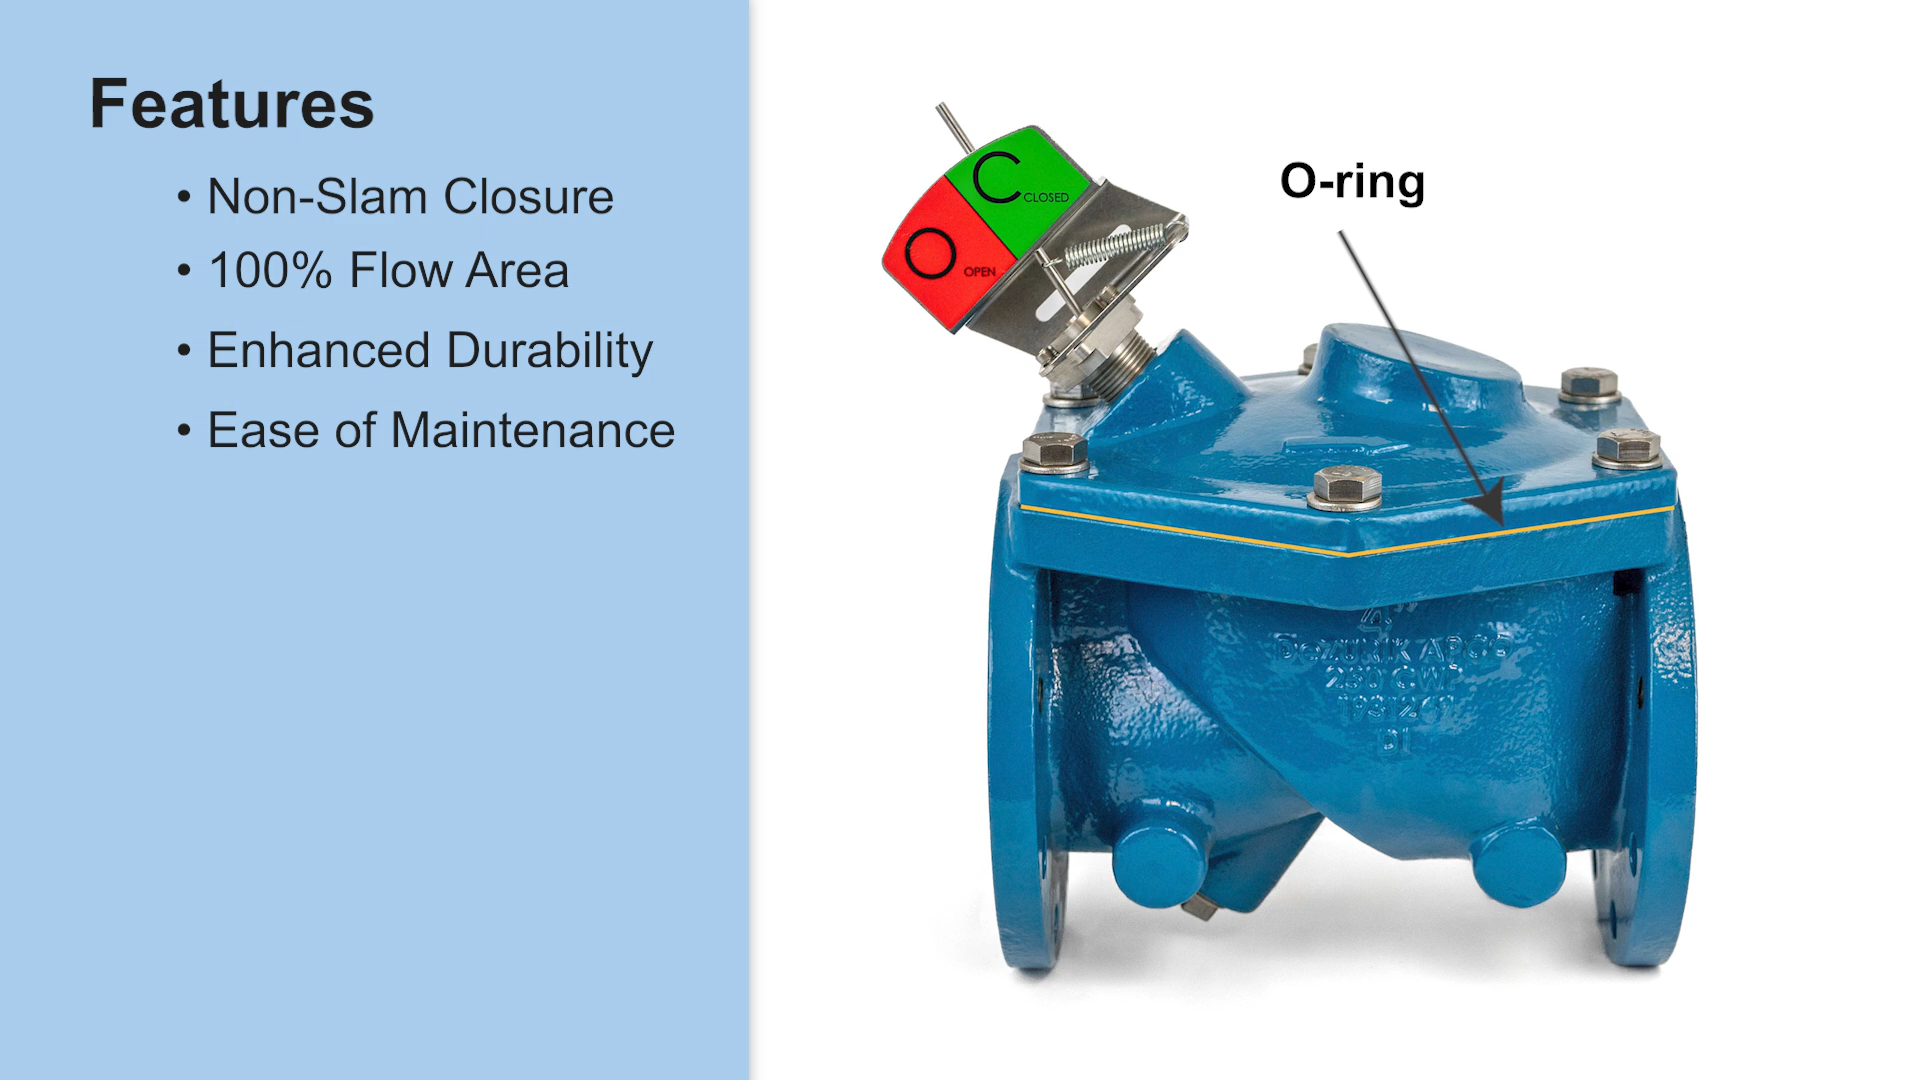 Features
• Non-Slam Closure
• 100% Flow Area
• Enhanced Durability
• Ease of Maintenance
C CLOSED
O OPEN
O-ring
4"
DeZURIK APCO
250 CWP
DI